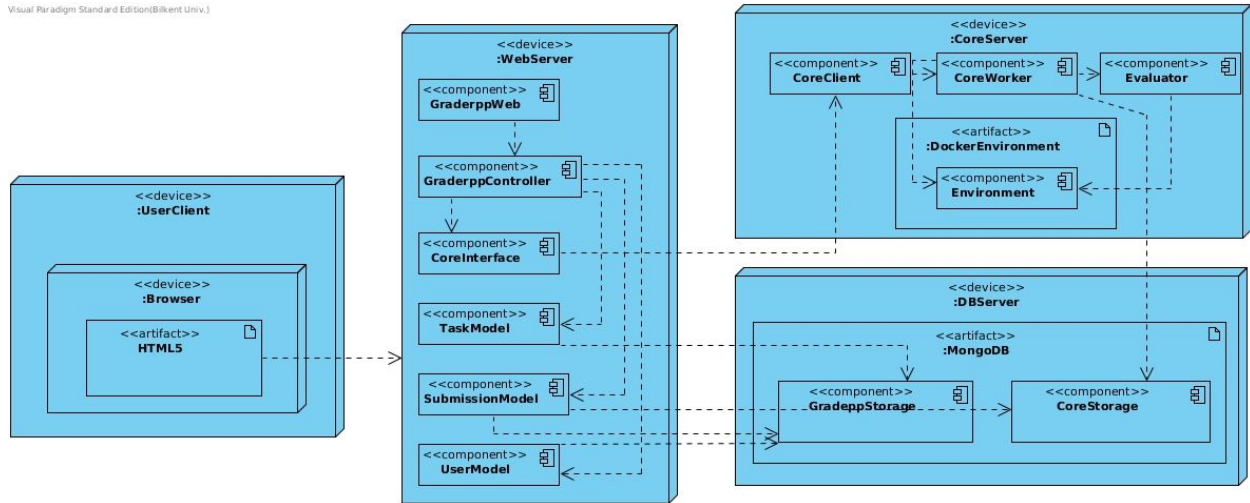 Visual Paradigm Standard Edition(Bilkent Univ.)
<<device>>
:UserClient
<<device>>
:Browser
<<artifact>>
HTML5
<<device>>
:WebServer
<<component>>
GraderppWeb
<<component>>
GraderppController
<<component>>
CoreInterface
<<component>>
TaskModel
<<component>>
SubmissionModel
<<component>>
UserModel
<<device>>
:CoreServer
<<component>>
CoreClient
<<component>>
CoreWorker
<<component>>
Evaluator
<<artifact>>
:DockerEnvironment
<<component>>
Environment
<<device>>
:DBServer
<<artifact>>
:MongoDB
<<component>>
GradeppStorage
<<component>>
CoreStorage